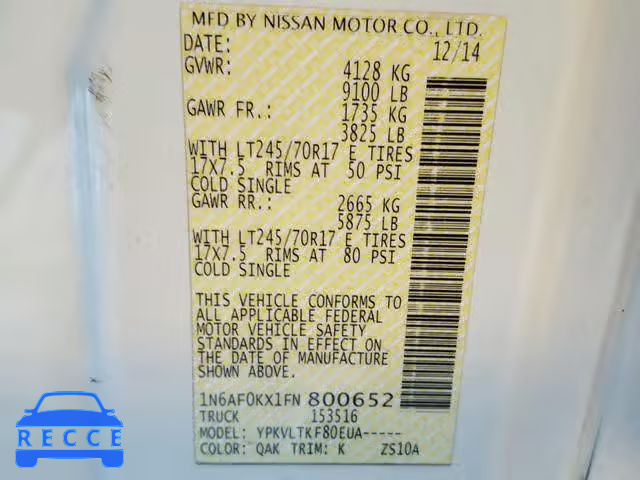 MFD BY NISSAN MOTOR CO., LTD.
DATE: 12/14
GVWR: 4128 KG
9100 LB
GAWR FR.: 1735 KG
3825 LB
WITH LT245/70R17 E TIRES
17X7.5 RIMS AT 50 PSI
COLD SINGLE
GAWR RR.: 2665 KG
5875 LB
WITH LT245/70R17 E TIRES
17X7.5 RIMS AT 80 PSI
COLD SINGLE
THIS VEHICLE CONFORMS TO
ALL APPLICABLE FEDERAL
MOTOR VEHICLE SAFETY
STANDARDS IN EFFECT ON
THE DATE OF MANUFACTURE
SHOWN ABOVE.
1N6AF0KX1FN 800652
TRUCK 153516
MODEL: YPKVLTKF80EUA-----
COLOR: QAK TRIM: K ZS10A
RECCE